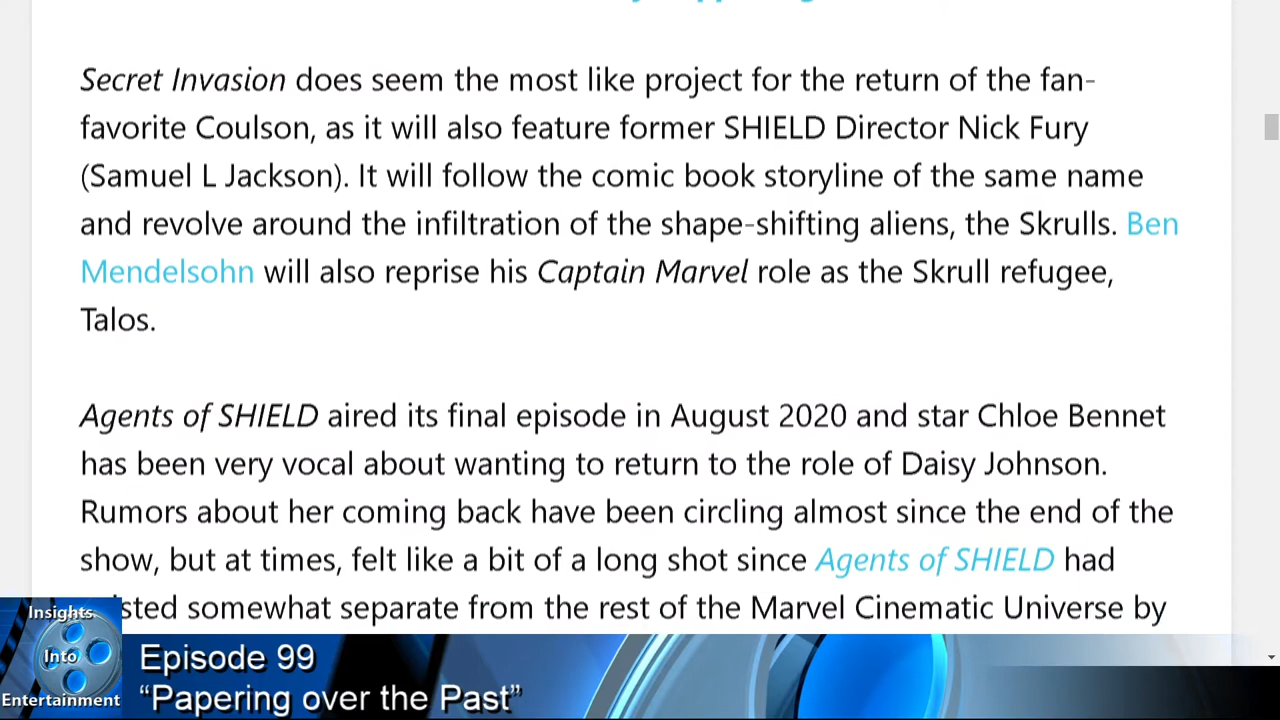 Secret Invasion does seem the most like project for the return of the fan-
favorite Coulson, as it will also feature former SHIELD Director Nick Fury
(Samuel L Jackson). It will follow the comic book storyline of the same name
and revolve around the infiltration of the shape-shifting aliens, the Skrulls. Ben
Mendelsohn will also reprise his Captain Marvel role as the Skrull refugee,
Talos.
Agents of SHIELD aired its final episode in August 2020 and star Chloe Bennet
has been very vocal about wanting to return to the role of Daisy Johnson.
Rumors about her coming back have been circling almost since the end of the
show, but at times, felt like a bit of a long shot since Agents of SHIELD had
somewhat separate from the rest of the Marvel Cinematic Universe by
Insights
Into
Entertainment
Episode 99
“Papering over the Past”